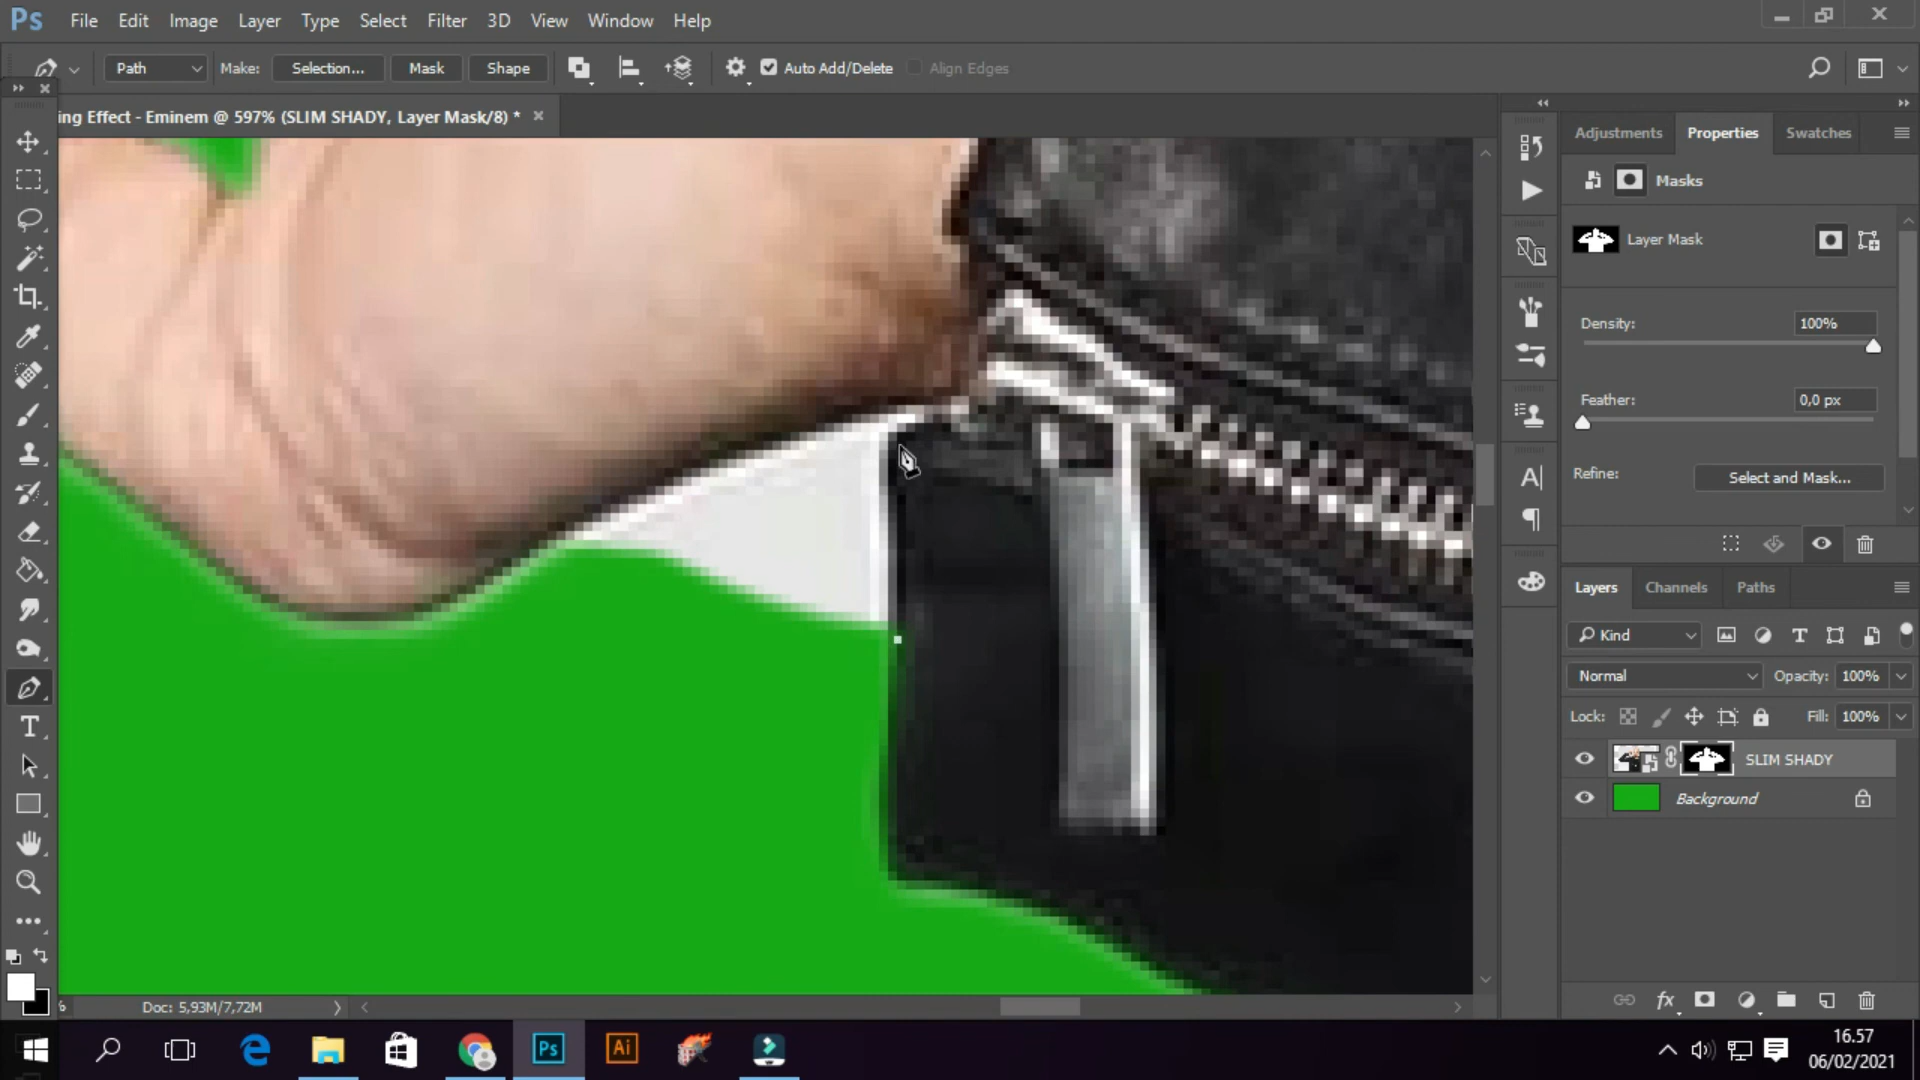 Ps File Edit Image Layer Type Select Filter 3D View Window Help
Path Make: Selection... Mask Shape Auto Add/Delete Align Edges
ing Effect - Eminem @ 597% (SLIM SHADY, Layer Mask/8) *
Adjustments Properties Swatches
Masks
Layer Mask
Density: 100%
Feather: 0,0 px
Refine: Select and Mask...
Layers Channels Paths
Kind
Normal Opacity: 100%
Lock: Fill: 100%
SLIM SHADY
Background
% Doc: 5,93M/7,72M
Ps Ai
16.57
06/02/2021